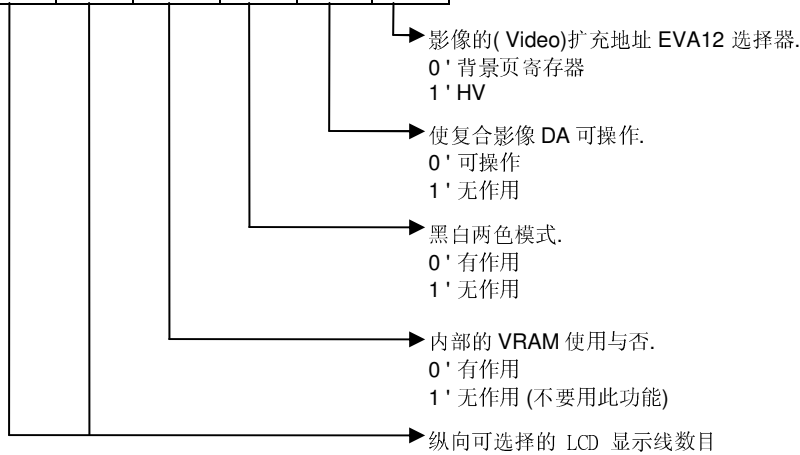 影像的( Video)扩充地址 EVA12 选择器.
0 ' 背景页寄存器
1 ' HV
使复合影像 DA 可操作.
0 ' 可操作
1 ' 无作用
黑白两色模式.
0 ' 有作用
1 ' 无作用
内部的 VRAM 使用与否.
0 ' 有作用
1 ' 无作用 (不要用此功能)
纵向可选择的 LCD 显示线数目